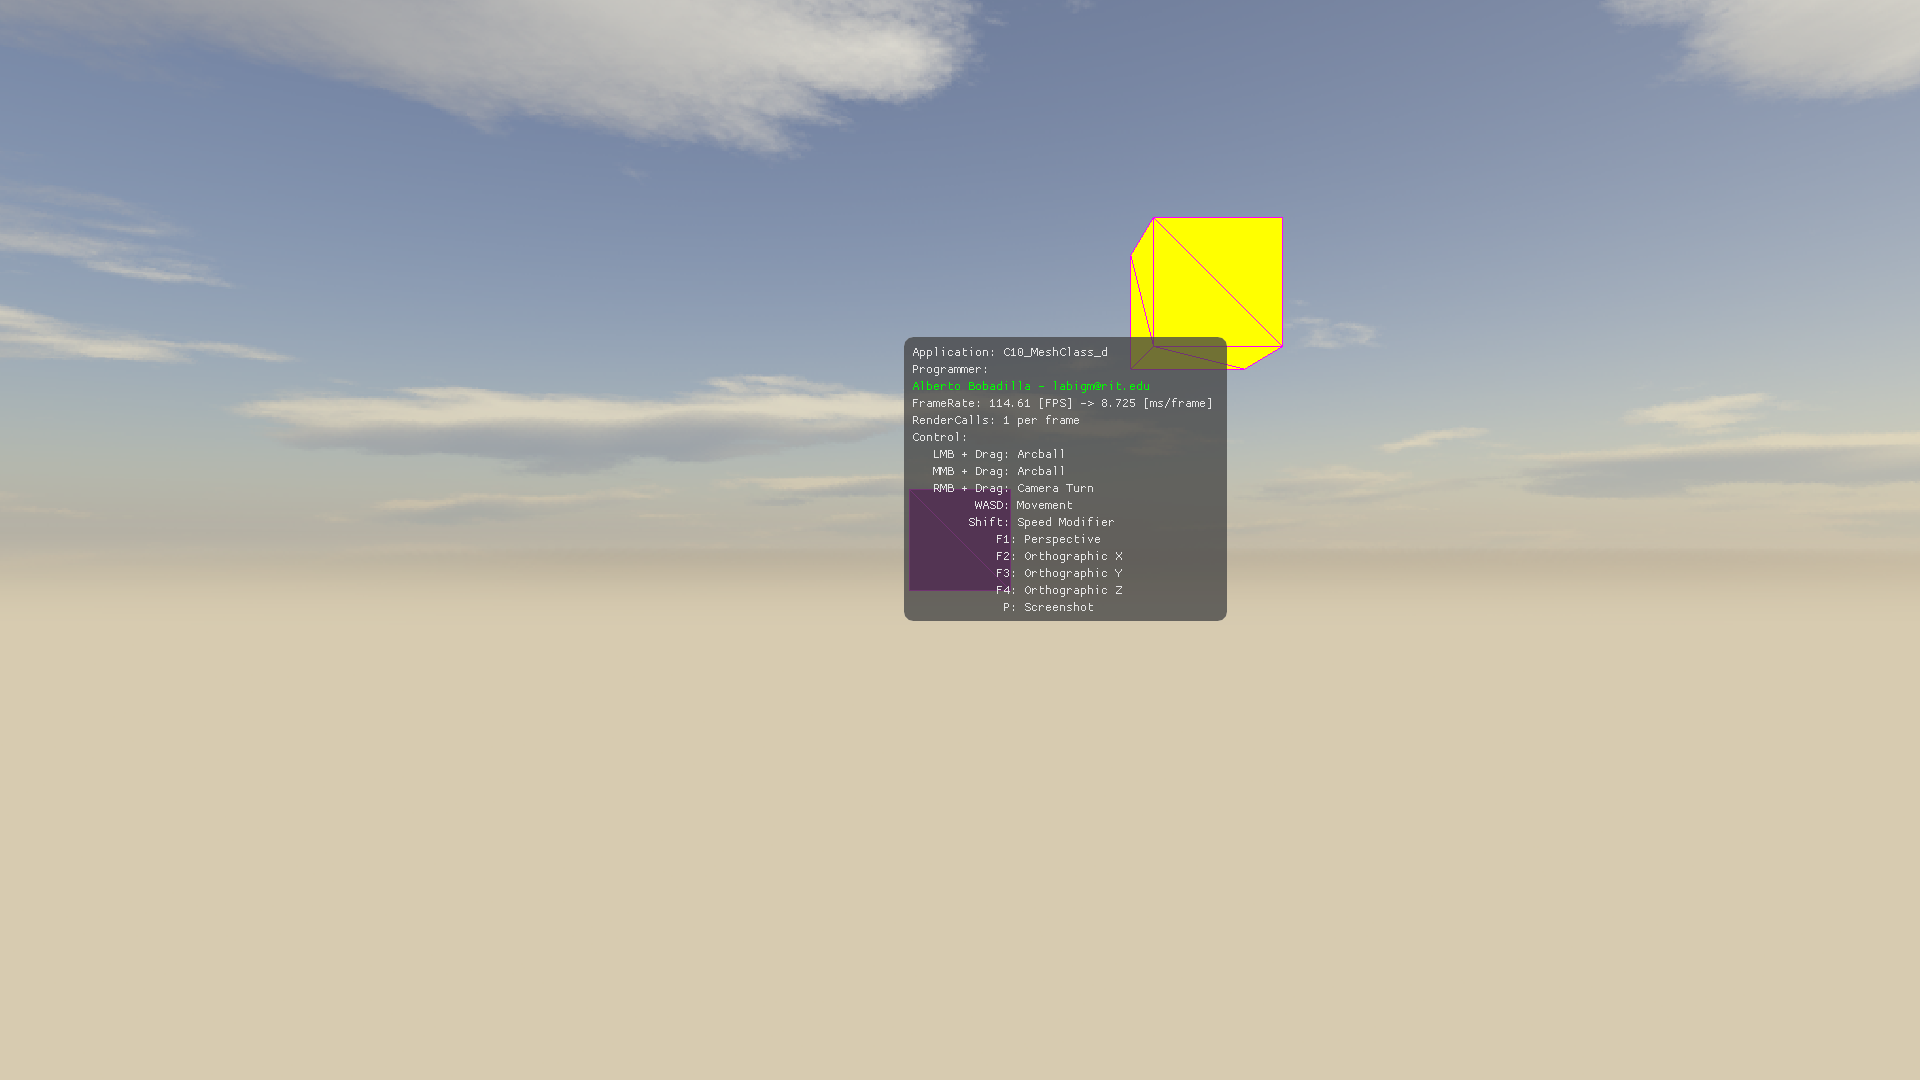 Application: C10_MeshClass_d
Programmer:
Alberto Bobadilla - labigm@rit.edu
FrameRate: 114.61 [FPS] -> 8.725 [ms/frame]
RenderCalls: 1 per frame
Control:
LMB + Drag: Arcball
MMB + Drag: Arcball
RMB + Drag: Camera Turn
WASD: Movement
Shift: Speed Modifier
F1: Perspective
F2: Orthographic X
F3: Orthographic Y
F4: Orthographic Z
P: Screenshot